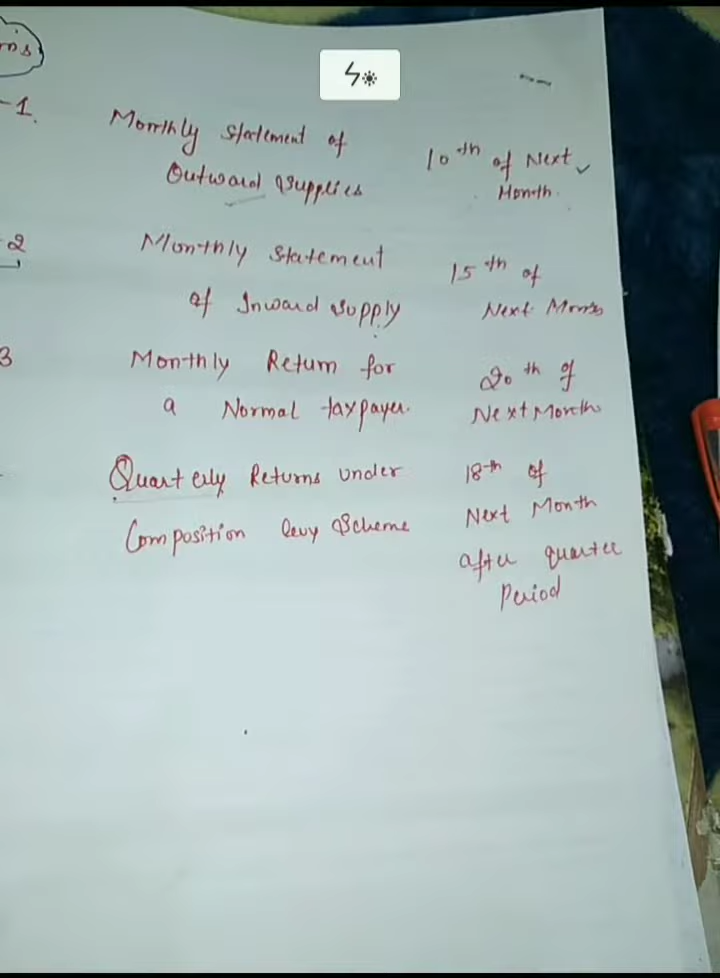 ns
-1.
Monthly Statement of
Outward Supplies
10th of Next
Month.
2
Monthly Statement
of Inward Supply
15th of
Next Month
3
Monthly Return for
a Normal taxpayer.
20th of
Next Month
Quarterly Returns under
Composition levy Scheme
18th of
Next Month
after quarter
Period